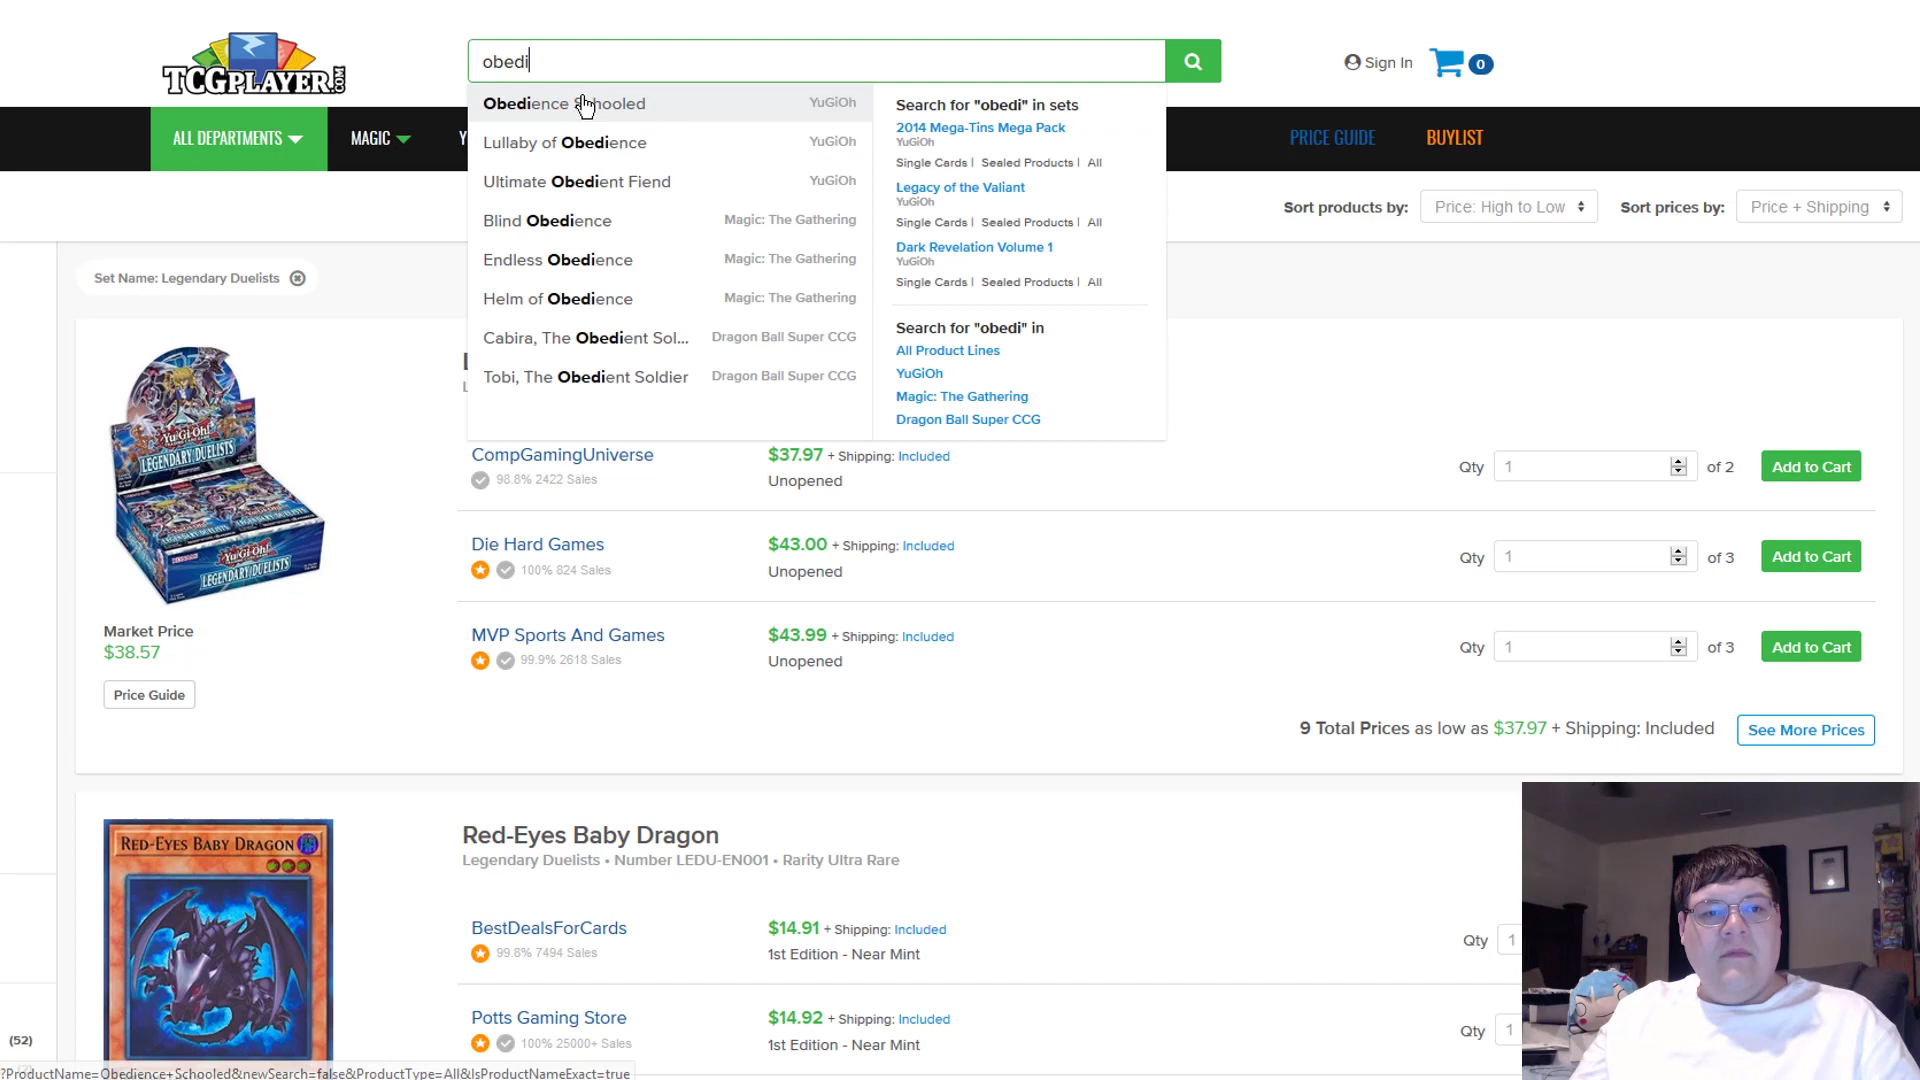 TCGPLAYER.COM
obedi
Sign In
0
ALL DEPARTMENTS
MAGIC
Y
PRICE GUIDE
BUYLIST
Obedience Schooled
YuGiOh
Lullaby of Obedience
YuGiOh
Ultimate Obedient Fiend
YuGiOh
Blind Obedience
Magic: The Gathering
Endless Obedience
Magic: The Gathering
Helm of Obedience
Magic: The Gathering
Cabira, The Obedient Sol...
Dragon Ball Super CCG
Tobi, The Obedient Soldier
Dragon Ball Super CCG
Search for "obedi" in sets
2014 Mega-Tins Mega Pack
YuGiOh
Single Cards | Sealed Products | All
Legacy of the Valiant
YuGiOh
Single Cards | Sealed Products | All
Dark Revelation Volume 1
YuGiOh
Single Cards | Sealed Products | All
Search for "obedi" in
All Product Lines
YuGiOh
Magic: The Gathering
Dragon Ball Super CCG
Sort products by:
Price: High to Low
Sort prices by:
Price + Shipping
Set Name: Legendary Duelists
Yu-Gi-Oh!
LEGENDARY DUELISTS
Yu-Gi-Oh!
LEGENDARY DUELISTS
Market Price
$38.57
Price Guide
CompGamingUniverse
98.8% 2422 Sales
$37.97 + Shipping: Included
Unopened
Qty
1
of 2
Add to Cart
Die Hard Games
100% 824 Sales
$43.00 + Shipping: Included
Unopened
Qty
1
of 3
Add to Cart
MVP Sports And Games
99.9% 2618 Sales
$43.99 + Shipping: Included
Unopened
Qty
1
of 3
Add to Cart
9 Total Prices as low as $37.97 + Shipping: Included
See More Prices
RED-EYES BABY DRAGON
Red-Eyes Baby Dragon
Legendary Duelists • Number LEDU-EN001 • Rarity Ultra Rare
BestDealsForCards
99.8% 7494 Sales
$14.91 + Shipping: Included
1st Edition - Near Mint
Qty
1
Potts Gaming Store
100% 25000+ Sales
$14.92 + Shipping: Included
1st Edition - Near Mint
Qty
1
(52)
?ProductName=Obedience+Schooled&newSearch=false&ProductType=All&IsProductNameExact=true